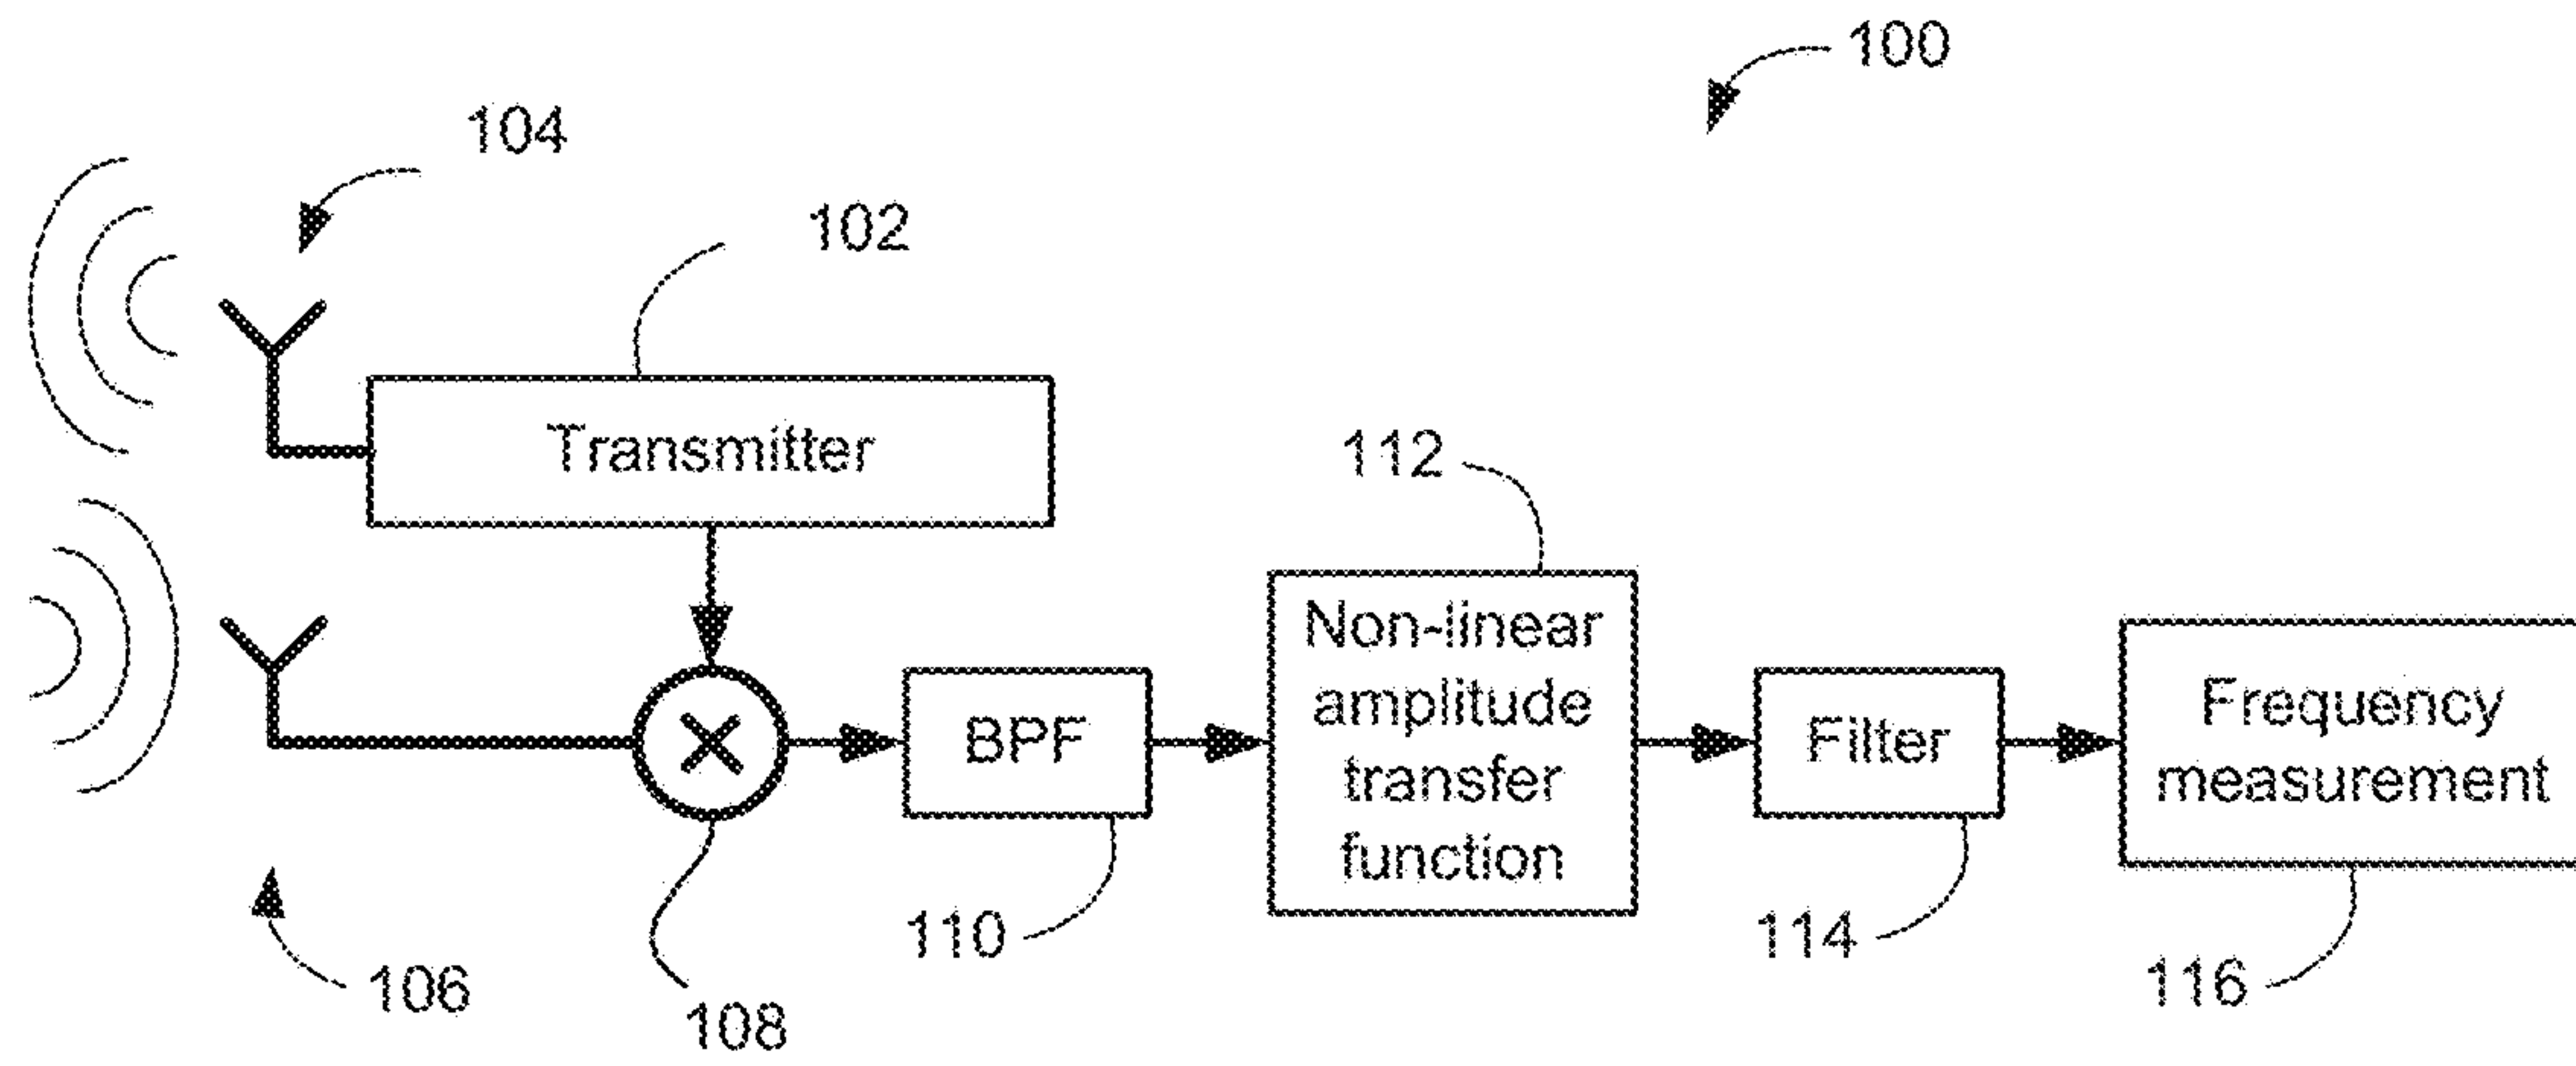 100
104
102
Transmitter
112
Non-linear
amplitude
transfer
function
BPF
Filter
Frequency
measurement
110
114
116
106
108